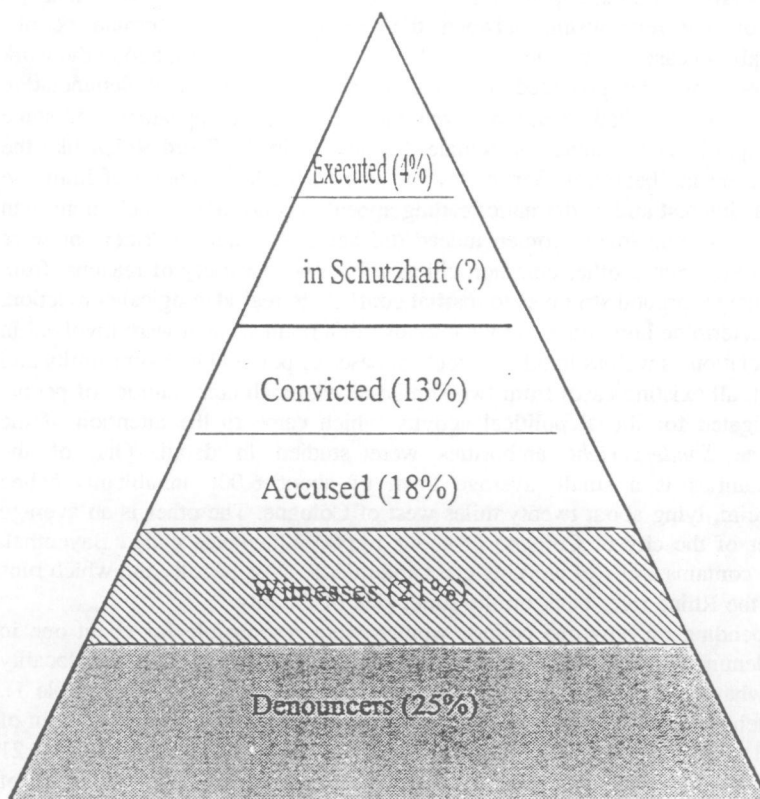 Executed (4%)
in Schutzhaft (?)
Convicted (13%)
Accused (18%)
Witnesses (21%)
Denouncers (25%)